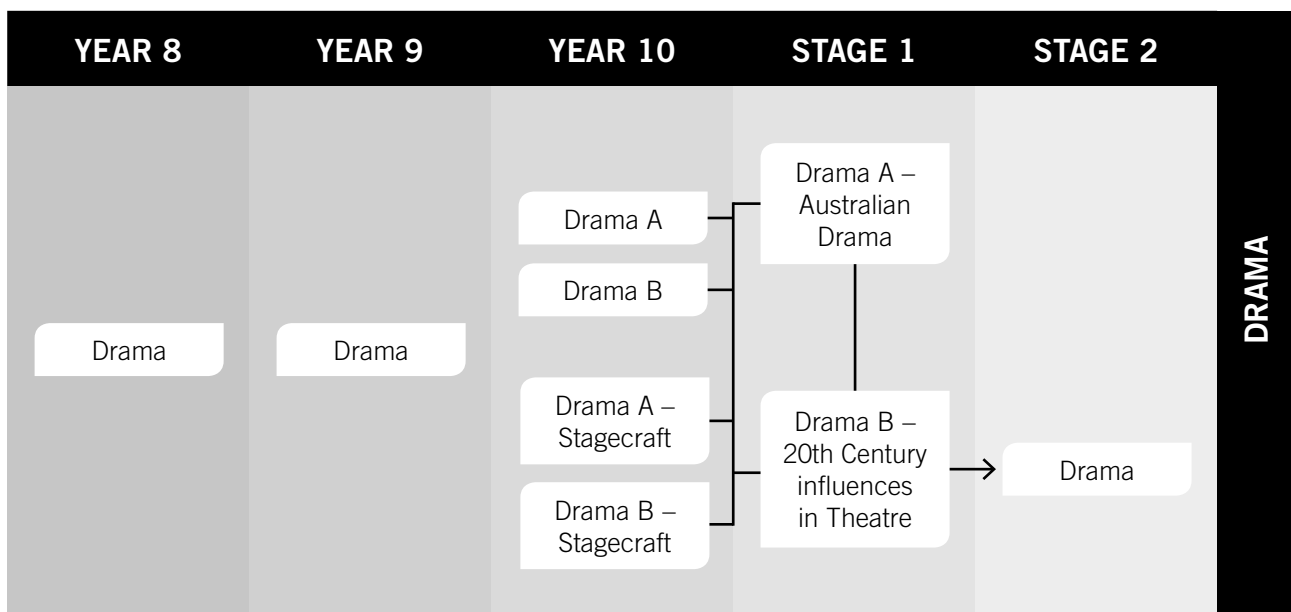 YEAR 8
YEAR 9
YEAR 10
STAGE 1
STAGE 2
Drama
Drama
Drama A
Drama B
Drama A –
Stagecraft
Drama B –
Stagecraft
Drama A –
Australian
Drama
Drama B –
20th Century
influences
in Theatre
Drama
DRAMA